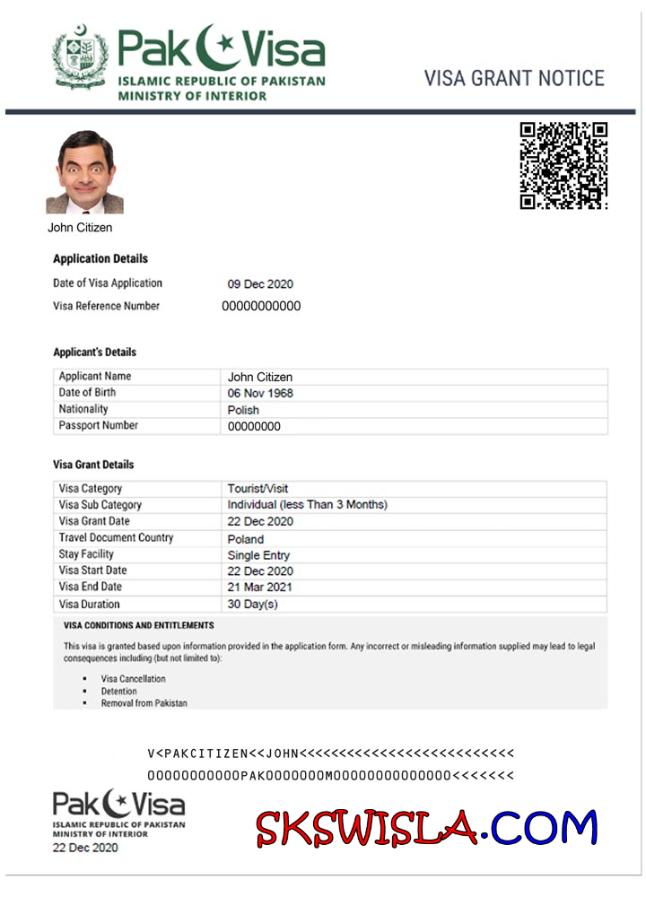 Pak Visa
ISLAMIC REPUBLIC OF PAKISTAN
MINISTRY OF INTERIOR
VISA GRANT NOTICE
John Citizen
Application Details
Date of Visa Application 09 Dec 2020
Visa Reference Number 00000000000
Applicant's Details
Applicant Name John Citizen
Date of Birth 06 Nov 1968
Nationality Polish
Passport Number 00000000
Visa Grant Details
Visa Category Tourist/Visit
Visa Sub Category Individual (less Than 3 Months)
Visa Grant Date 22 Dec 2020
Travel Document Country Poland
Stay Facility Single Entry
Visa Start Date 22 Dec 2020
Visa End Date 21 Mar 2021
Visa Duration 30 Day(s)
VISA CONDITIONS AND ENTITLEMENTS
This visa is granted based upon information provided in the application form. Any incorrect or misleading information supplied may lead to legal
consequences including (but not limited to):
▪ Visa Cancellation
▪ Detention
▪ Removal from Pakistan
V<PAKCITIZEN<<JOHN<<<<<<<<<<<<<<<<<<<<<<<<<<<
00000000000PAK0000000M00000000000000<<<<<<<
Pak Visa
ISLAMIC REPUBLIC OF PAKISTAN
MINISTRY OF INTERIOR
22 Dec 2020
SKSWISLA.COM